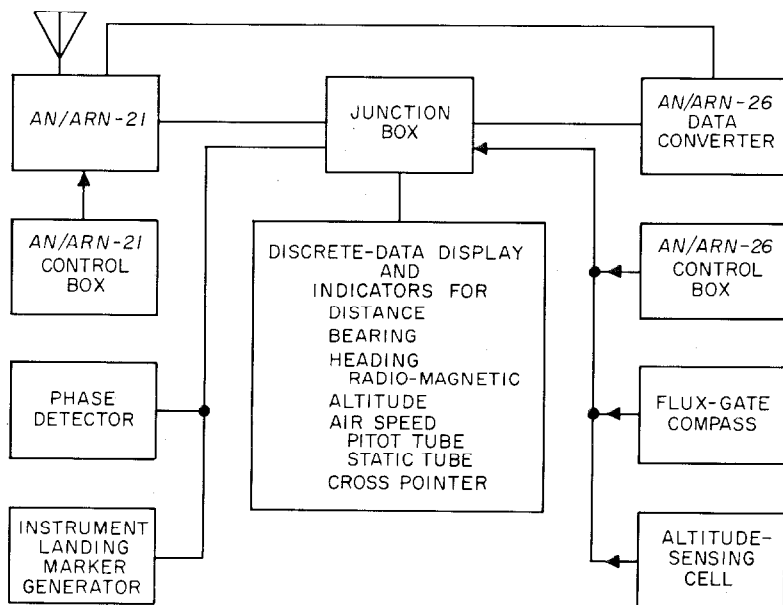 AN/ARN-21
JUNCTION
BOX
AN/ARN-26
DATA
CONVERTER
AN/ARN-21
CONTROL
BOX
DISCRETE-DATA DISPLAY
AND
INDICATORS FOR
DISTANCE
BEARING
HEADING
RADIO-MAGNETIC
ALTITUDE
AIR SPEED
PITOT TUBE
STATIC TUBE
CROSS POINTER
AN/ARN-26
CONTROL
BOX
PHASE
DETECTOR
FLUX-GATE
COMPASS
INSTRUMENT
LANDING
MARKER
GENERATOR
ALTITUDE-
SENSING
CELL